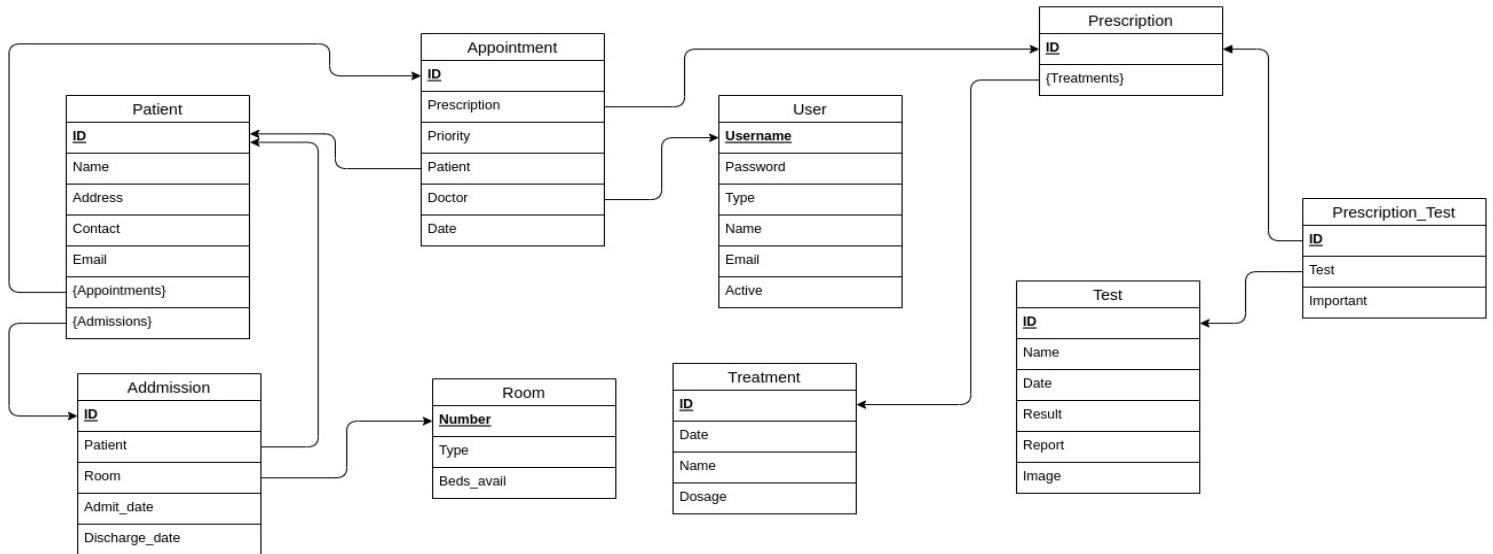 Patient
ID
Name
Address
Contact
Email
{Appointments}
{Admissions}
Addmission
ID
Patient
Room
Admit_date
Discharge_date
Appointment
ID
Prescription
Priority
Patient
Doctor
Date
Room
Number
Type
Beds_avail
User
Username
Password
Type
Name
Email
Active
Treatment
ID
Date
Name
Dosage
Prescription
ID
{Treatments}
Test
ID
Name
Date
Result
Report
Image
Prescription_Test
ID
Test
Important